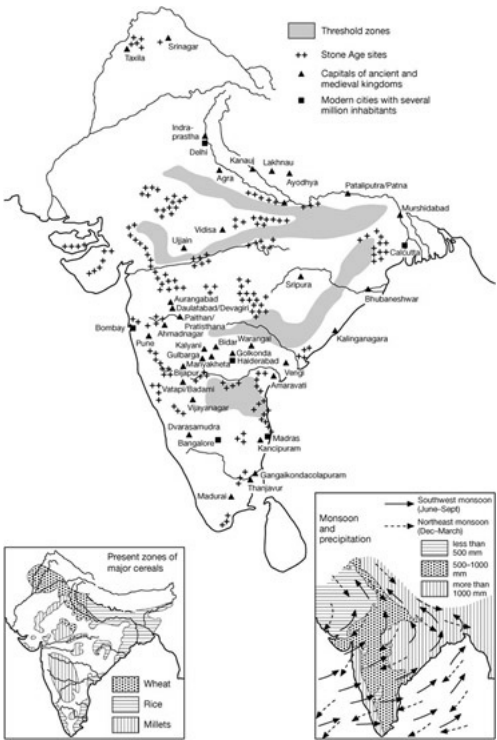 Threshold zones
Stone Age sites
Capitals of ancient and
medieval kingdoms
Modern cities with several
million inhabitants
Srinagar
Taxila
Indra-
prastha
Delhi
Kanauj
Lakhnau
Agra
Ayodhya
Pataliputra/Patna
Murshidabad
Vidisa
Ujjain
Calcutta
Sripura
Bhubaneshwar
Aurangabad
Daulatabad/Devagiri
Paithan/
Pratisthana
Bombay
Ahmadnagar
Pune
Kalinganagara
Kalyani
Bidar
Warangal
Gulbarga
Golkonda
Manyakheta
Haiderabad
Bijapur
Vengi
Amaravati
Vatapi/Badami
Vijayanagar
Dvarasamudra
Bangalore
Madras
Kancipuram
Gangaikondacolapuram
Thanjavur
Madurai
Present zones of
major cereals
Wheat
Rice
Millets
Southwest monsoon
(June–Sept)
Northeast monsoon
(Dec–March)
Monsoon
and
precipitation
less than
500 mm
500–1000
mm
more than
1000 mm